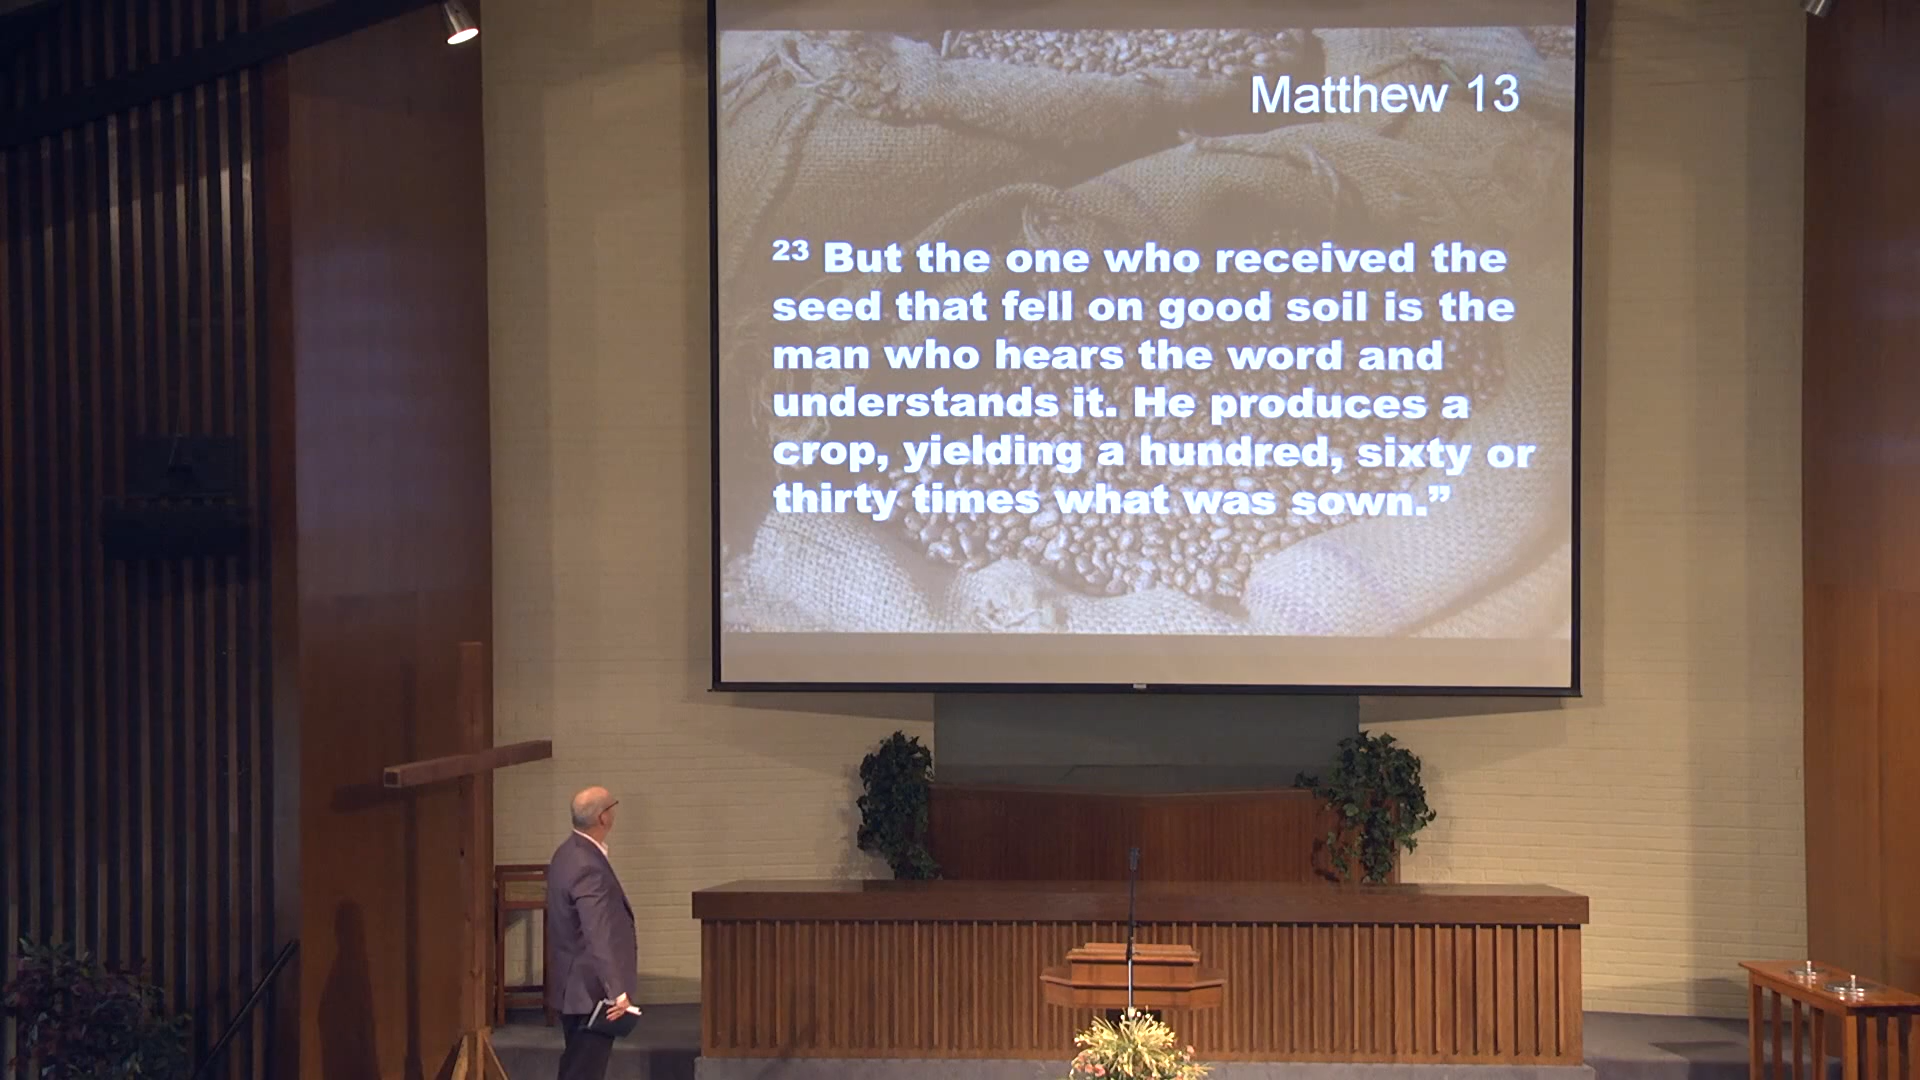 Matthew 13
23 But the one who received the
seed that fell on good soil is the
man who hears the word and
understands it. He produces a
crop, yielding a hundred, sixty or
thirty times what was sown.”